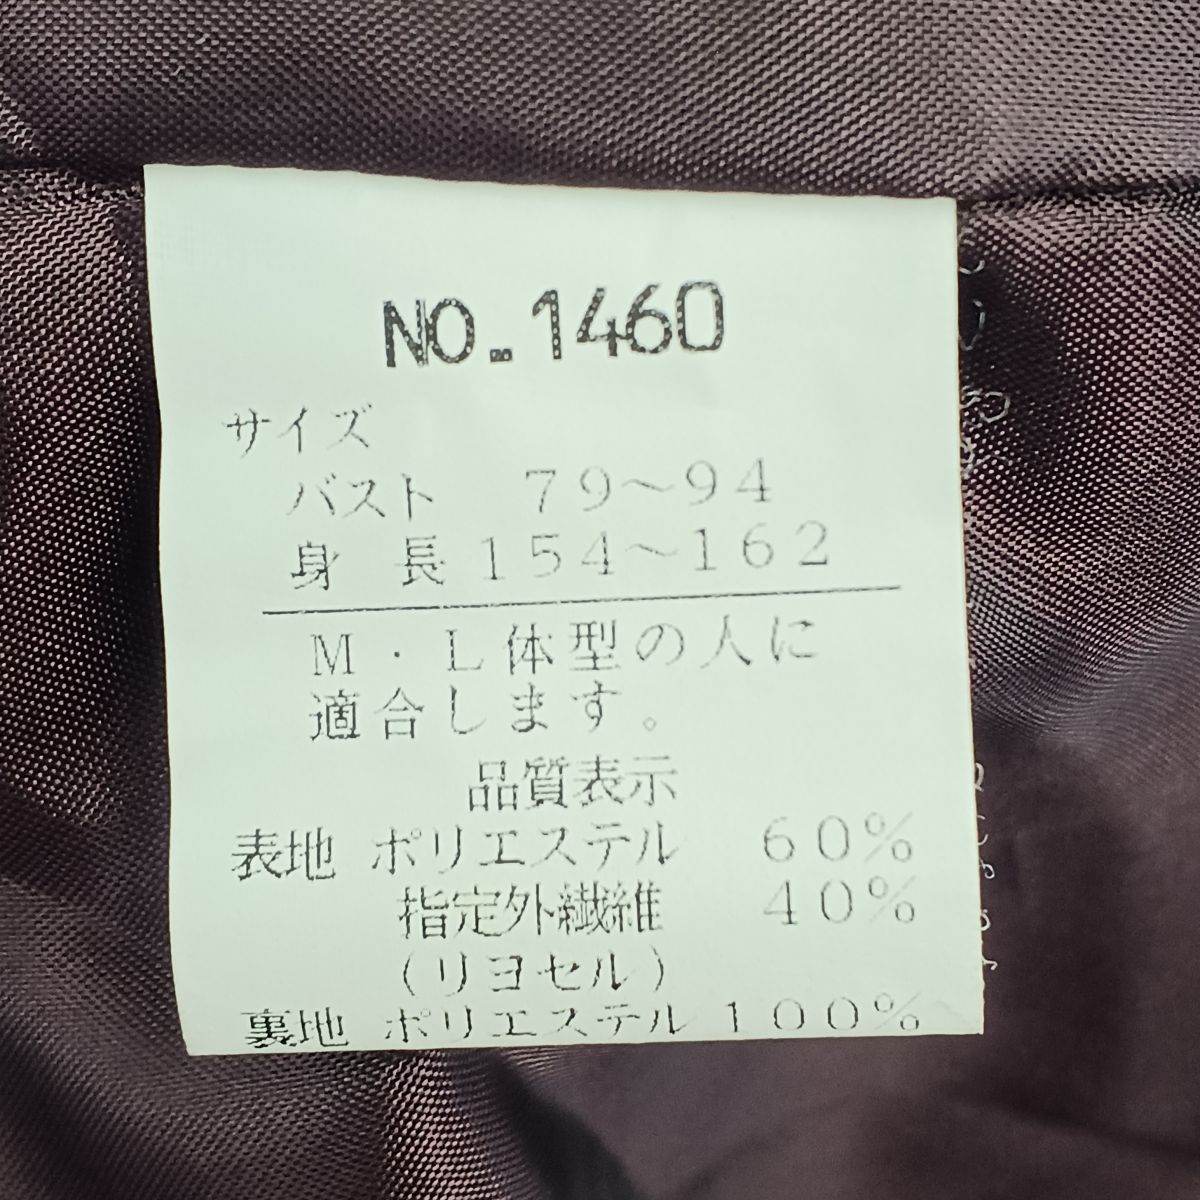 NO.1460
サイズ
バスト 79～94
身 長 154～162
M・L体型の人に
適合します。
品質表示
表地 ポリエステル 60%
指定外繊維 40%
(リヨセル)
裏地 ポリエステル 100%